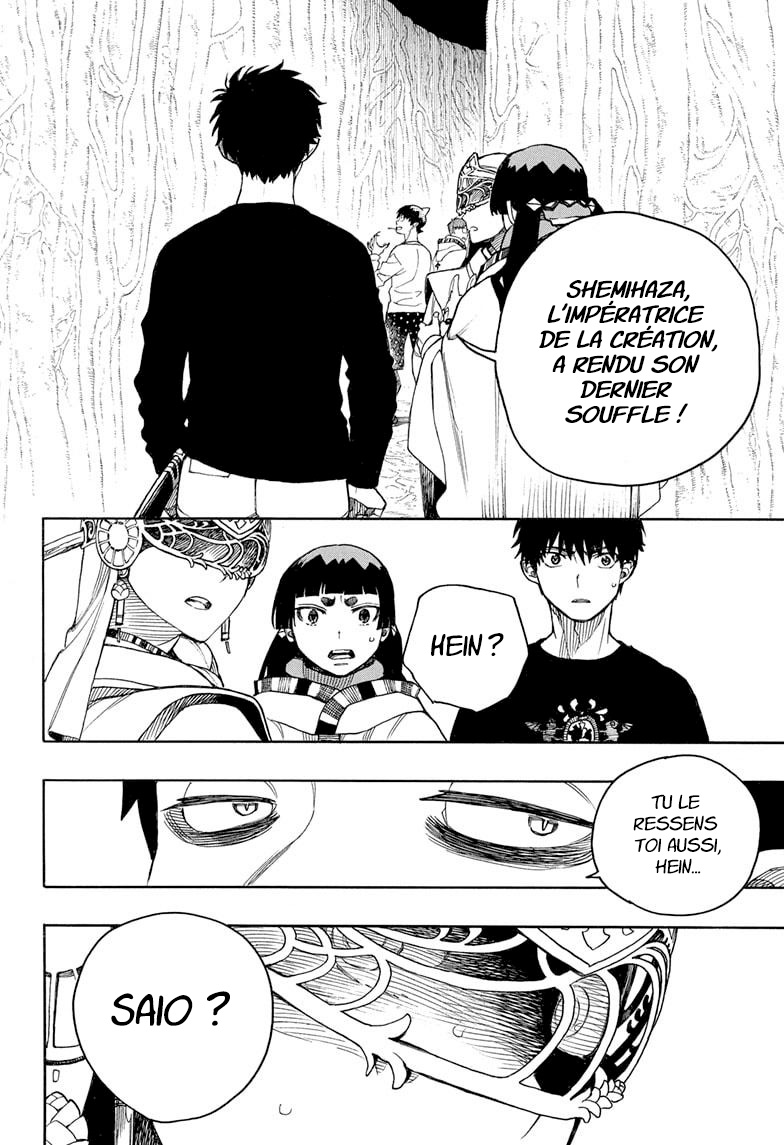 SHEMIHAZA,
L'IMPÉRATRICE
DE LA CRÉATION,
A RENDU SON
DERNIER
SOUFFLE !
HEIN ?
TU LE
RESSENS
TOI AUSSI,
HEIN...
SAIO ?